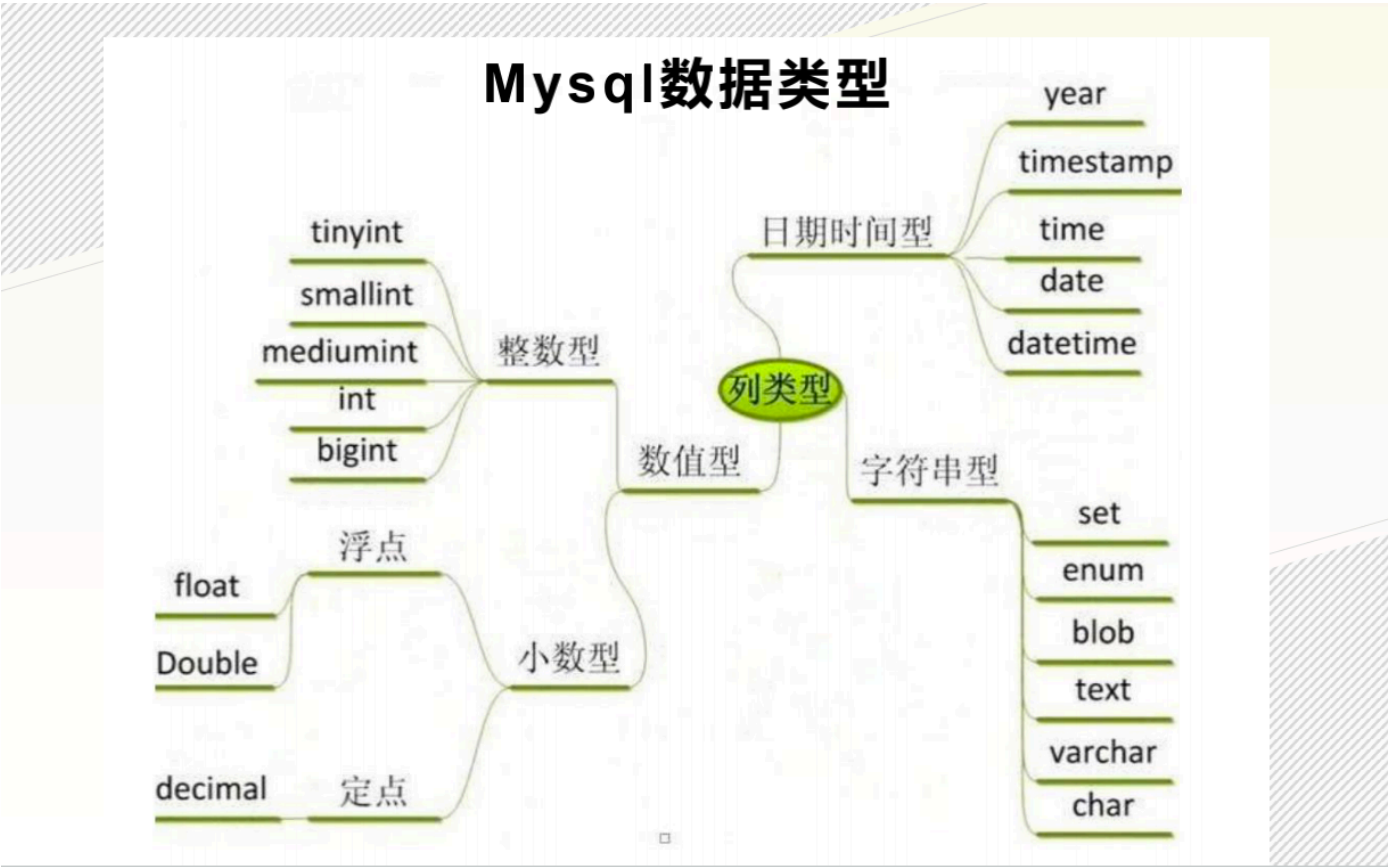 Mysql数据类型
year
timestamp
日期时间型
time
date
datetime
tinyint
smallint
mediumint
整数型
int
bigint
列类型
数值型
字符串型
set
enum
blob
text
varchar
char
浮点
float
Double
小数型
decimal
定点